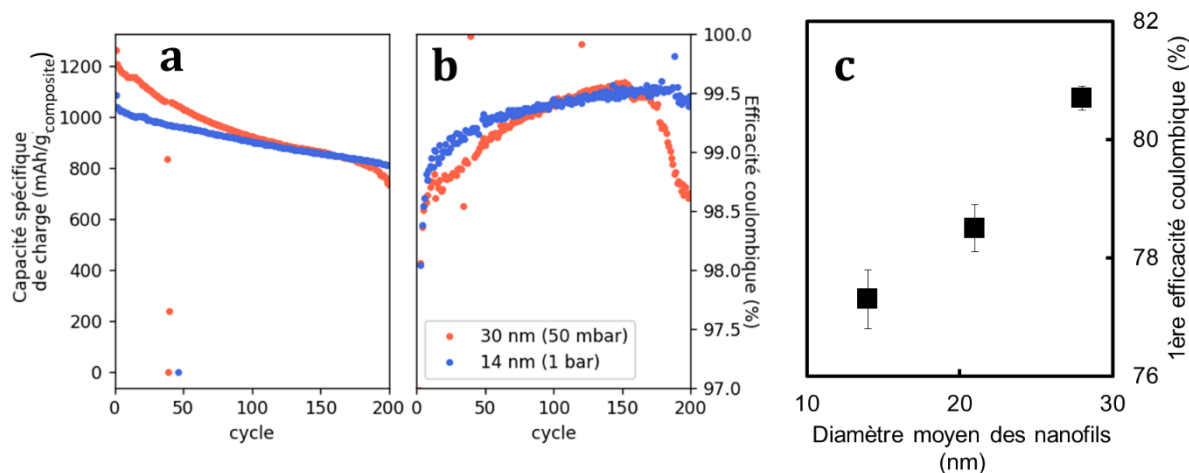 a
Capacité spécifique
de charge (mAh/gcomposite)
1200
1000
800
600
400
200
0
0
50
100
150
200
cycle
b
100.0
99.5
99.0
98.5
98.0
97.5
97.0
Efficacité coulombique (%)
30 nm (50 mbar)
14 nm (1 bar)
0
50
100
150
200
cycle
c
82
80
78
76
1ère efficacité coulombique (%)
10
20
30
Diamètre moyen des nanofils
(nm)